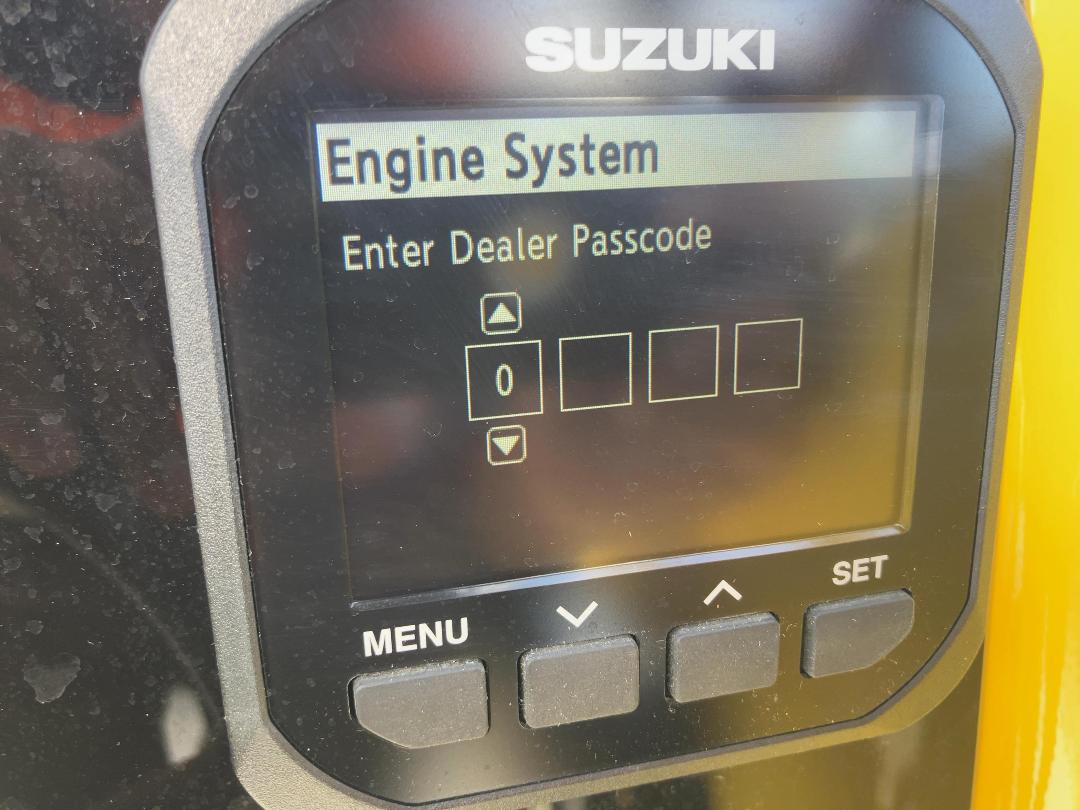 SUZUKI
Engine System
Enter Dealer Passcode
0
MENU
SET